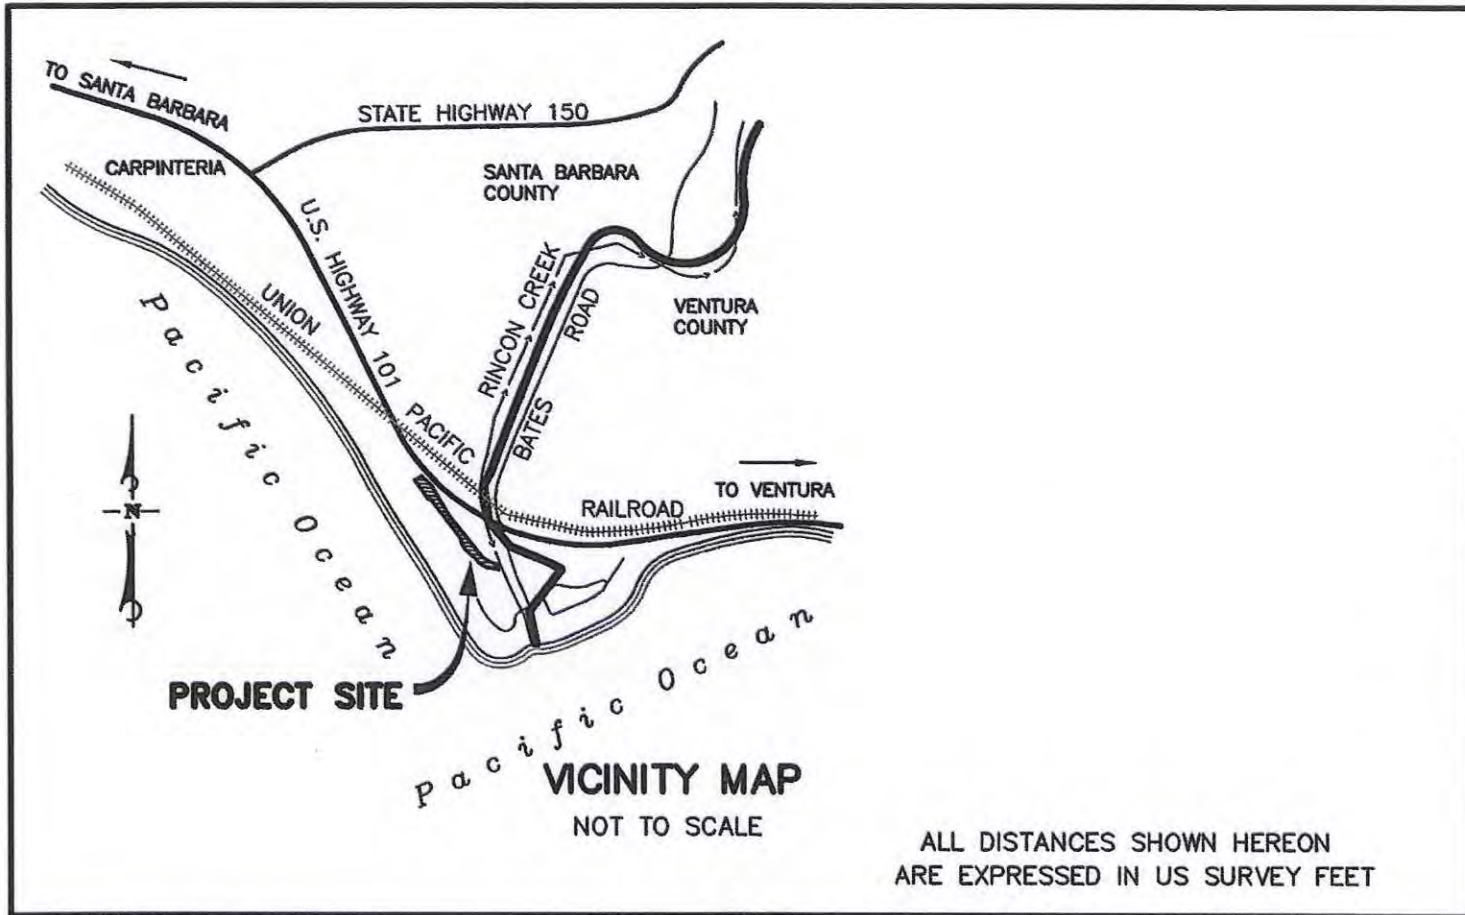 TO SANTA BARBARA
STATE HIGHWAY 150
CARPINTERIA
SANTA BARBARA
COUNTY
U.S. HIGHWAY 101
RINCON CREEK
UNION
PACIFIC
RAILROAD
BATES
ROAD
VENTURA
COUNTY
Pacific Ocean
TO VENTURA
N
PROJECT SITE
Pacific Ocean
VICINITY MAP
NOT TO SCALE
ALL DISTANCES SHOWN HEREON
ARE EXPRESSED IN US SURVEY FEET